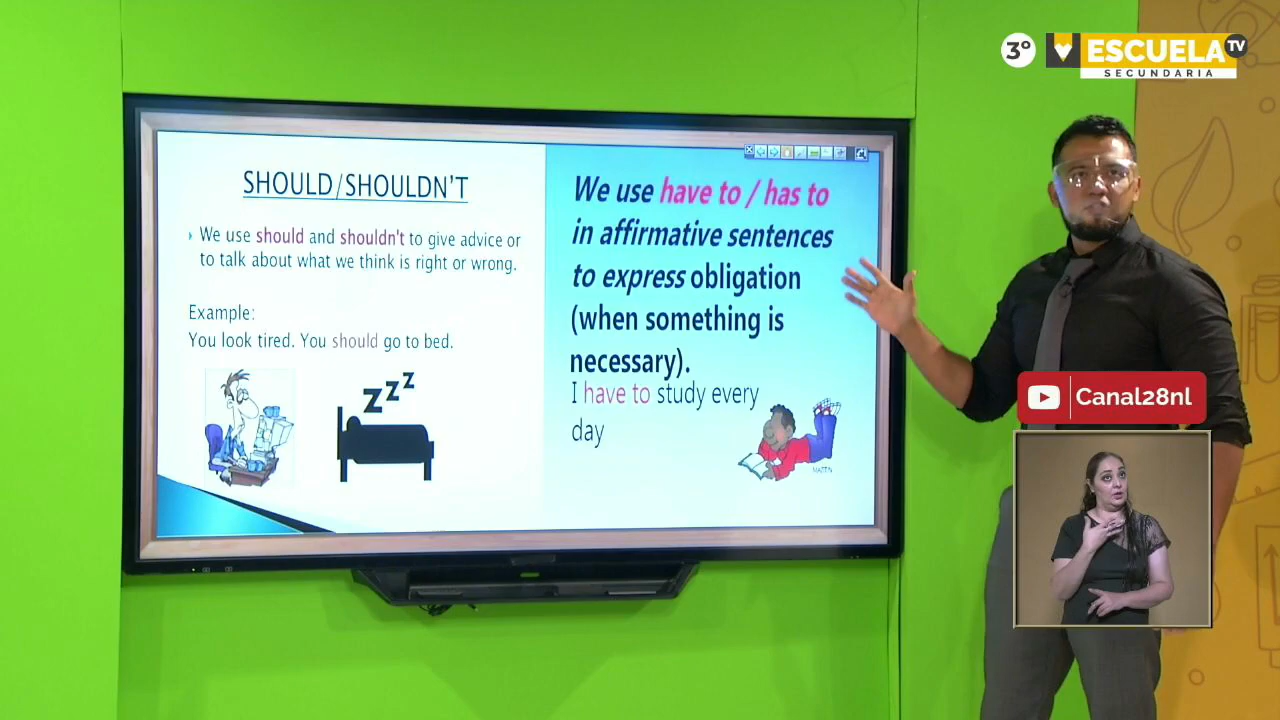 3º
ESCUELA TV
SECUNDARIA
SHOULD/SHOULDN'T
We use should and shouldn't to give advice or
to talk about what we think is right or wrong.
Example:
You look tired. You should go to bed.
zzz
We use have to / has to
in affirmative sentences
to express obligation
(when something is
necessary).
I have to study every
day
Canal28nl